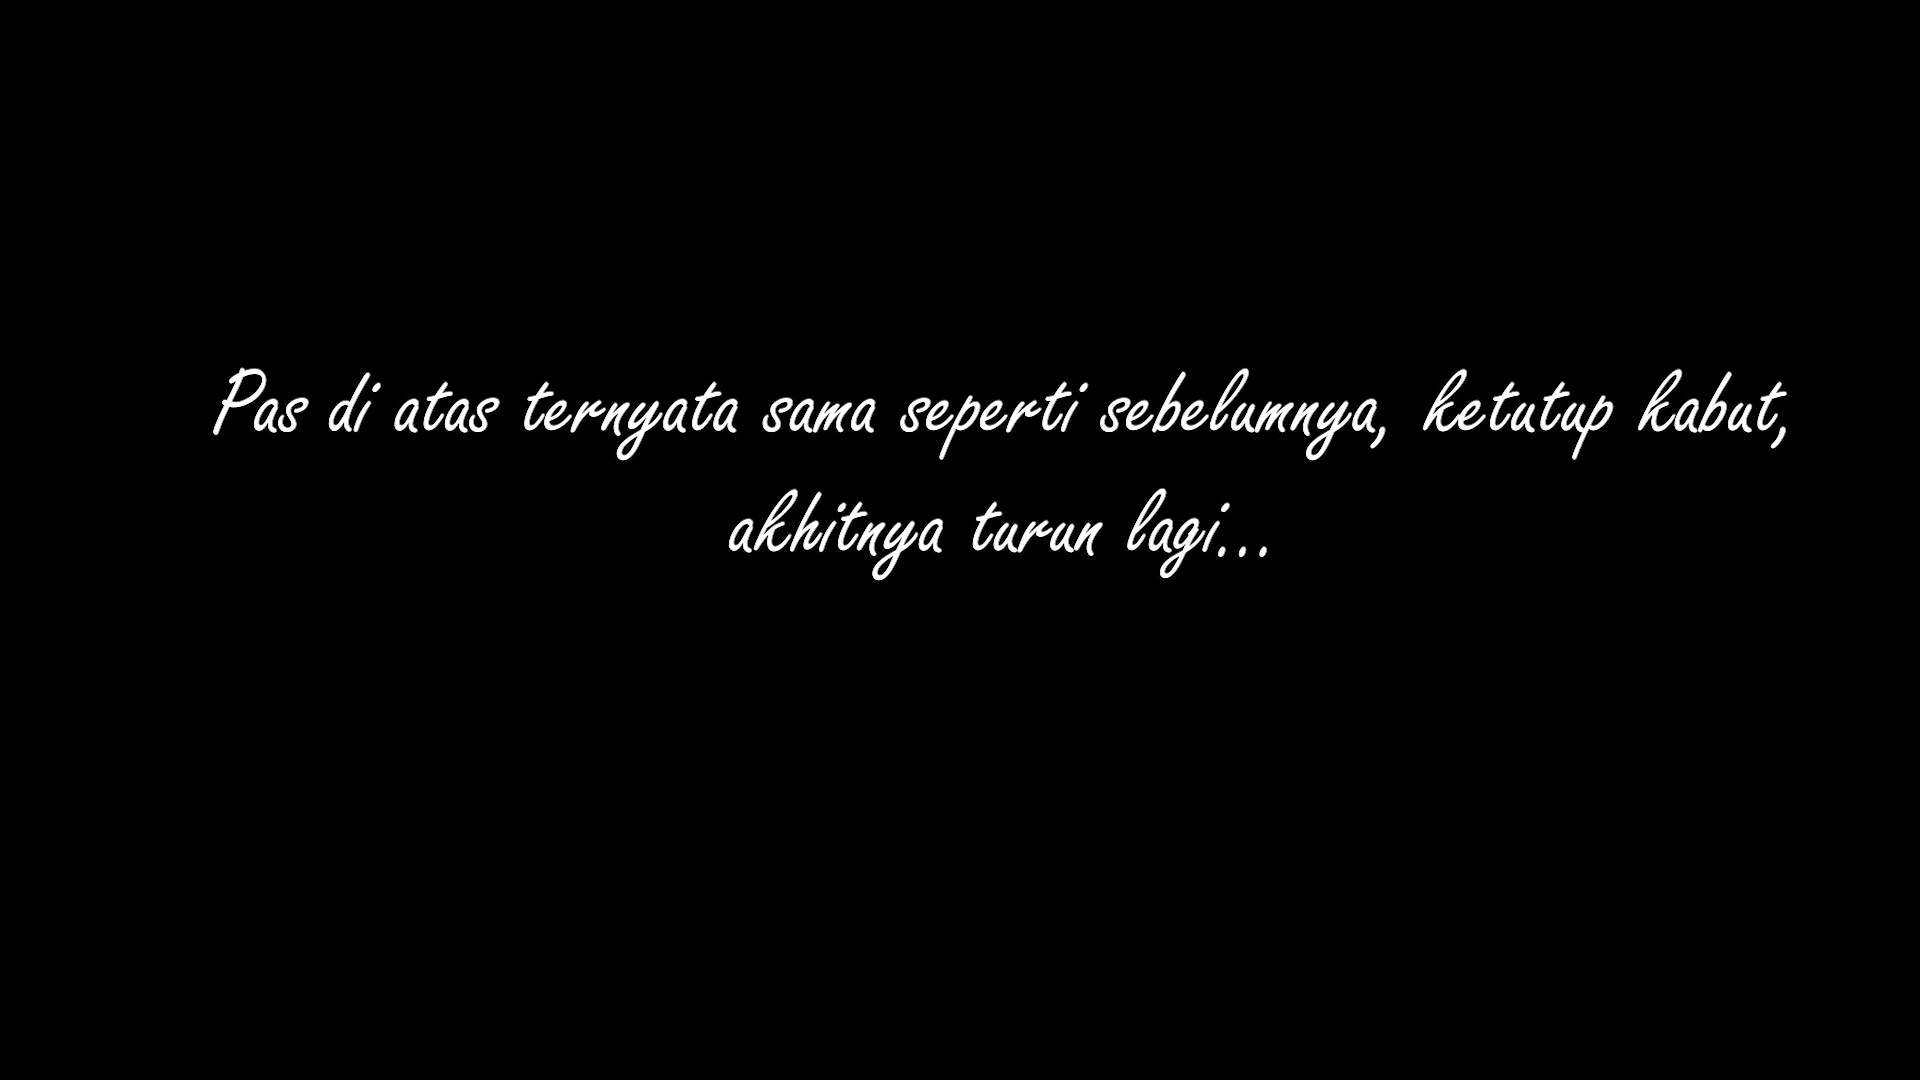 Pas di atas ternyata sama seperti sebelumnya, ketutup kabut,
akhitnya turun lagi...